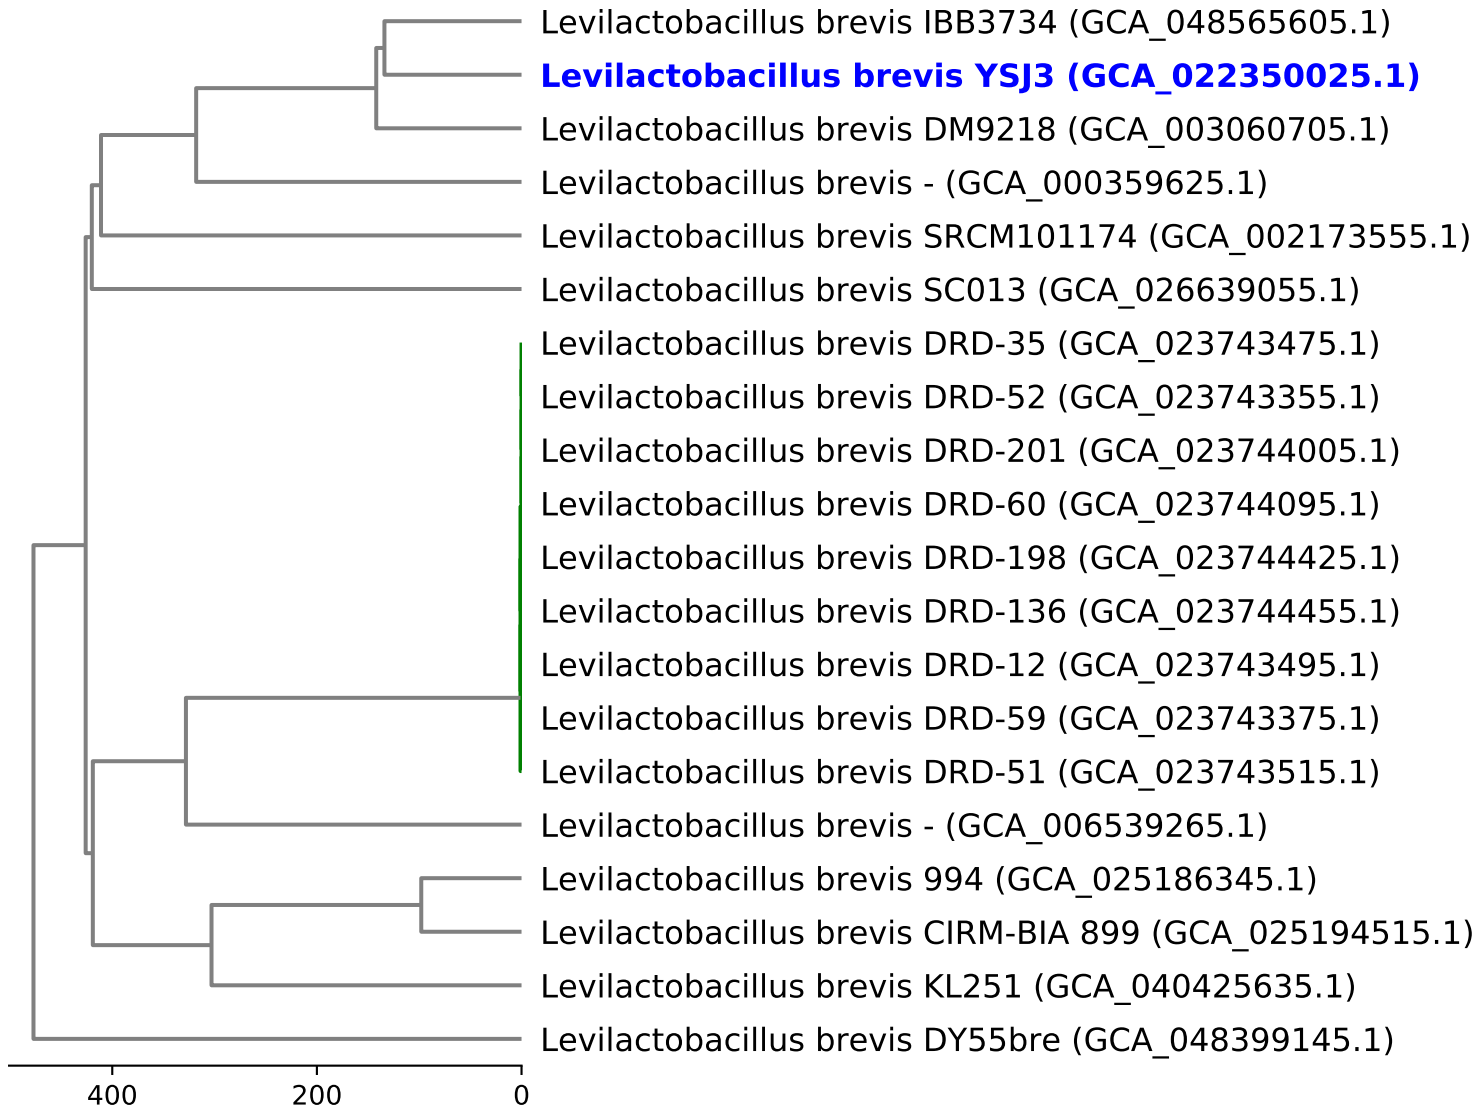 Levilactobacillus brevis IBB3734 (GCA_048565605.1)
Levilactobacillus brevis YSJ3 (GCA_022350025.1)
Levilactobacillus brevis DM9218 (GCA_003060705.1)
Levilactobacillus brevis - (GCA_000359625.1)
Levilactobacillus brevis SRCM101174 (GCA_002173555.1)
Levilactobacillus brevis SC013 (GCA_026639055.1)
Levilactobacillus brevis DRD-35 (GCA_023743475.1)
Levilactobacillus brevis DRD-52 (GCA_023743355.1)
Levilactobacillus brevis DRD-201 (GCA_023744005.1)
Levilactobacillus brevis DRD-60 (GCA_023744095.1)
Levilactobacillus brevis DRD-198 (GCA_023744425.1)
Levilactobacillus brevis DRD-136 (GCA_023744455.1)
Levilactobacillus brevis DRD-12 (GCA_023743495.1)
Levilactobacillus brevis DRD-59 (GCA_023743375.1)
Levilactobacillus brevis DRD-51 (GCA_023743515.1)
Levilactobacillus brevis - (GCA_006539265.1)
Levilactobacillus brevis 994 (GCA_025186345.1)
Levilactobacillus brevis CIRM-BIA 899 (GCA_025194515.1)
Levilactobacillus brevis KL251 (GCA_040425635.1)
Levilactobacillus brevis DY55bre (GCA_048399145.1)
400 200 0